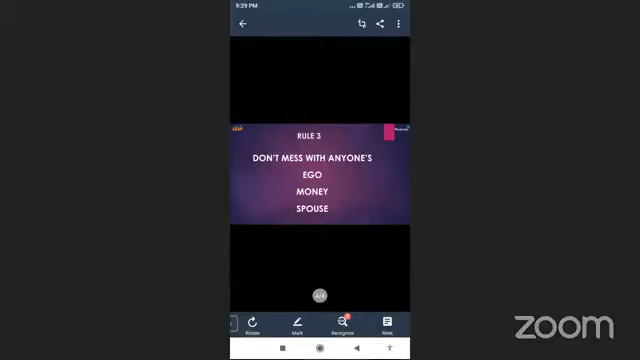 9:29 PM
LEAP
RULE 3
DON'T MESS WITH ANYONE'S
EGO
MONEY
SPOUSE
4/4
Rotate
Mark
Recognize
Note
zoom